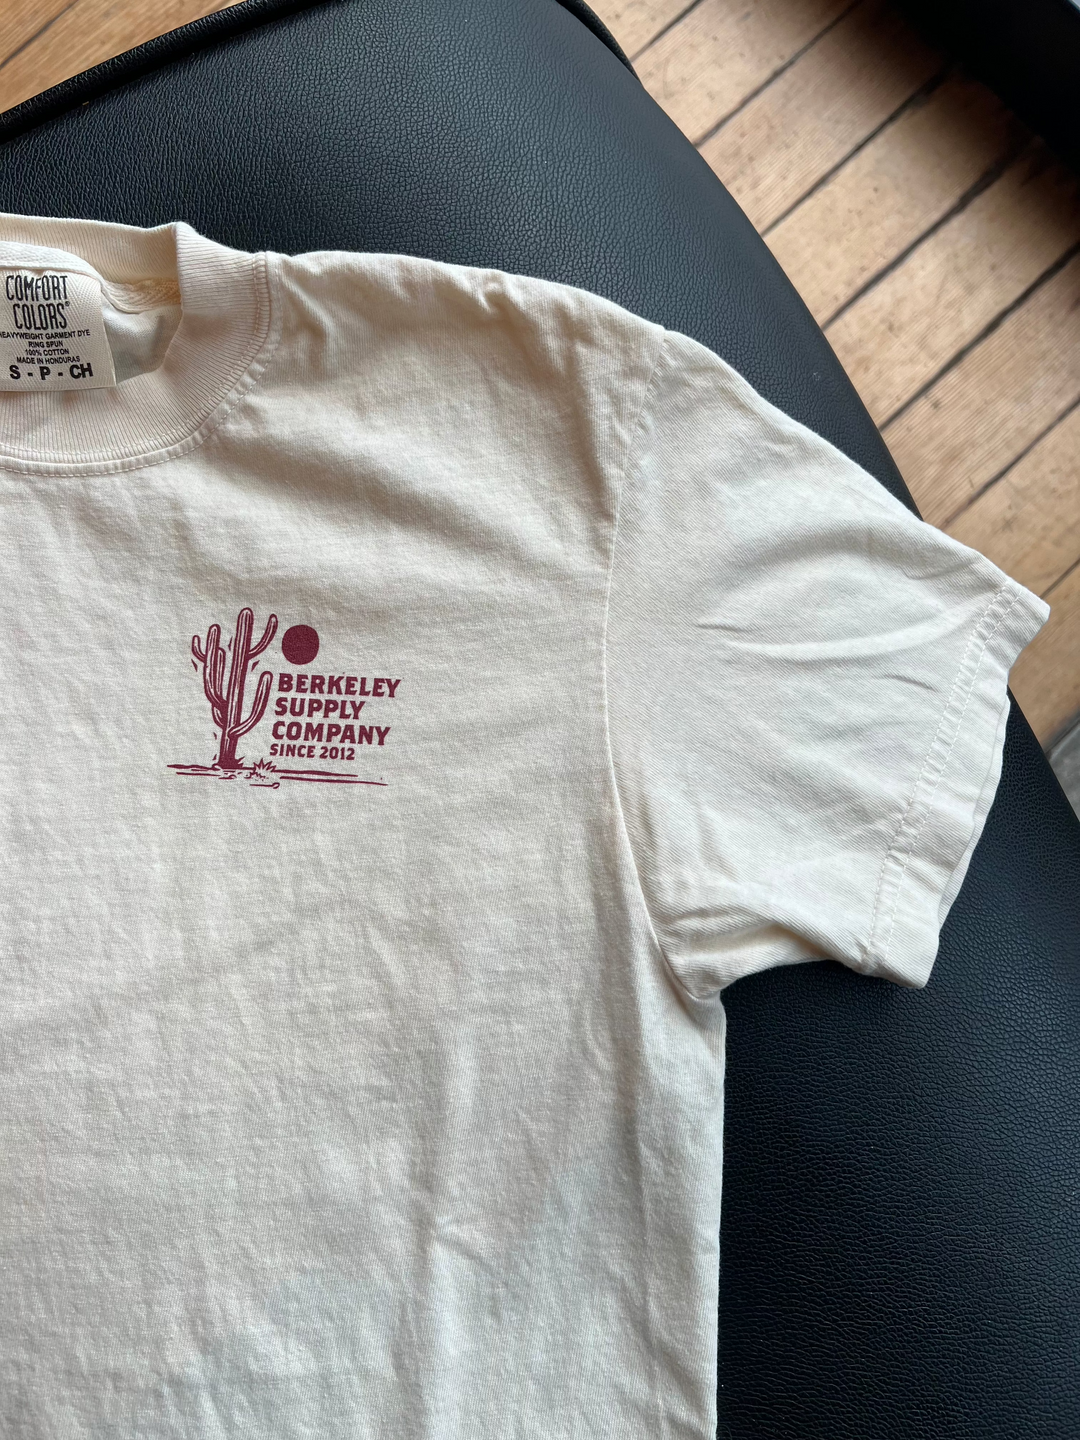 COMFORT
COLORS®
HEAVYWEIGHT GARMENT DYE
RING SPUN
100% COTTON
MADE IN HONDURAS
S - P - CH
BERKELEY
SUPPLY
COMPANY
SINCE 2012